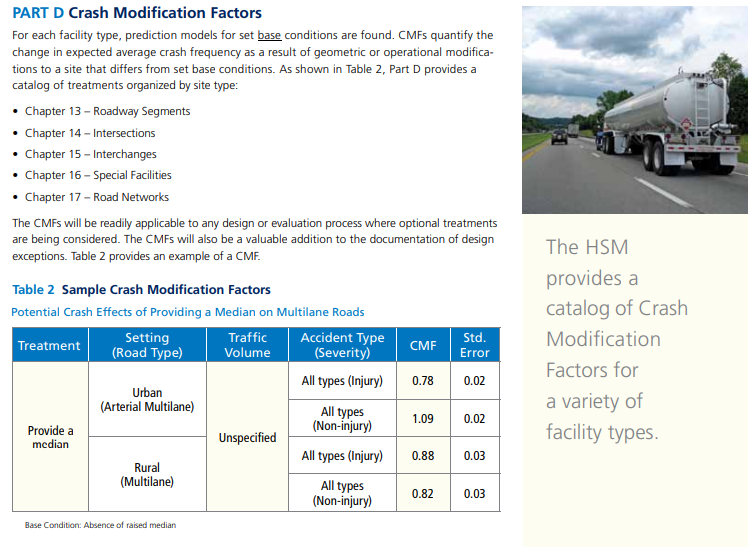 PART D Crash Modification Factors
For each facility type, prediction models for set base conditions are found. CMFs quantify the
change in expected average crash frequency as a result of geometric or operational modifica-
tions to a site that differs from set base conditions. As shown in Table 2, Part D provides a
catalog of treatments organized by site type:
• Chapter 13 – Roadway Segments
• Chapter 14 – Intersections
• Chapter 15 – Interchanges
• Chapter 16 – Special Facilities
• Chapter 17 – Road Networks
The CMFs will be readily applicable to any design or evaluation process where optional treatments
are being considered. The CMFs will also be a valuable addition to the documentation of design
exceptions. Table 2 provides an example of a CMF.
Table 2 Sample Crash Modification Factors
Potential Crash Effects of Providing a Median on Multilane Roads
Treatment
Setting
(Road Type)
Traffic
Volume
Accident Type
(Severity)
CMF
Std.
Error
Provide a
median
Urban
(Arterial Multilane)
Unspecified
All types (Injury)
0.78
0.02
All types
(Non-injury)
1.09
0.02
Rural
(Multilane)
All types (Injury)
0.88
0.03
All types
(Non-injury)
0.82
0.03
Base Condition: Absence of raised median
The HSM
provides a
catalog of Crash
Modification
Factors for
a variety of
facility types.